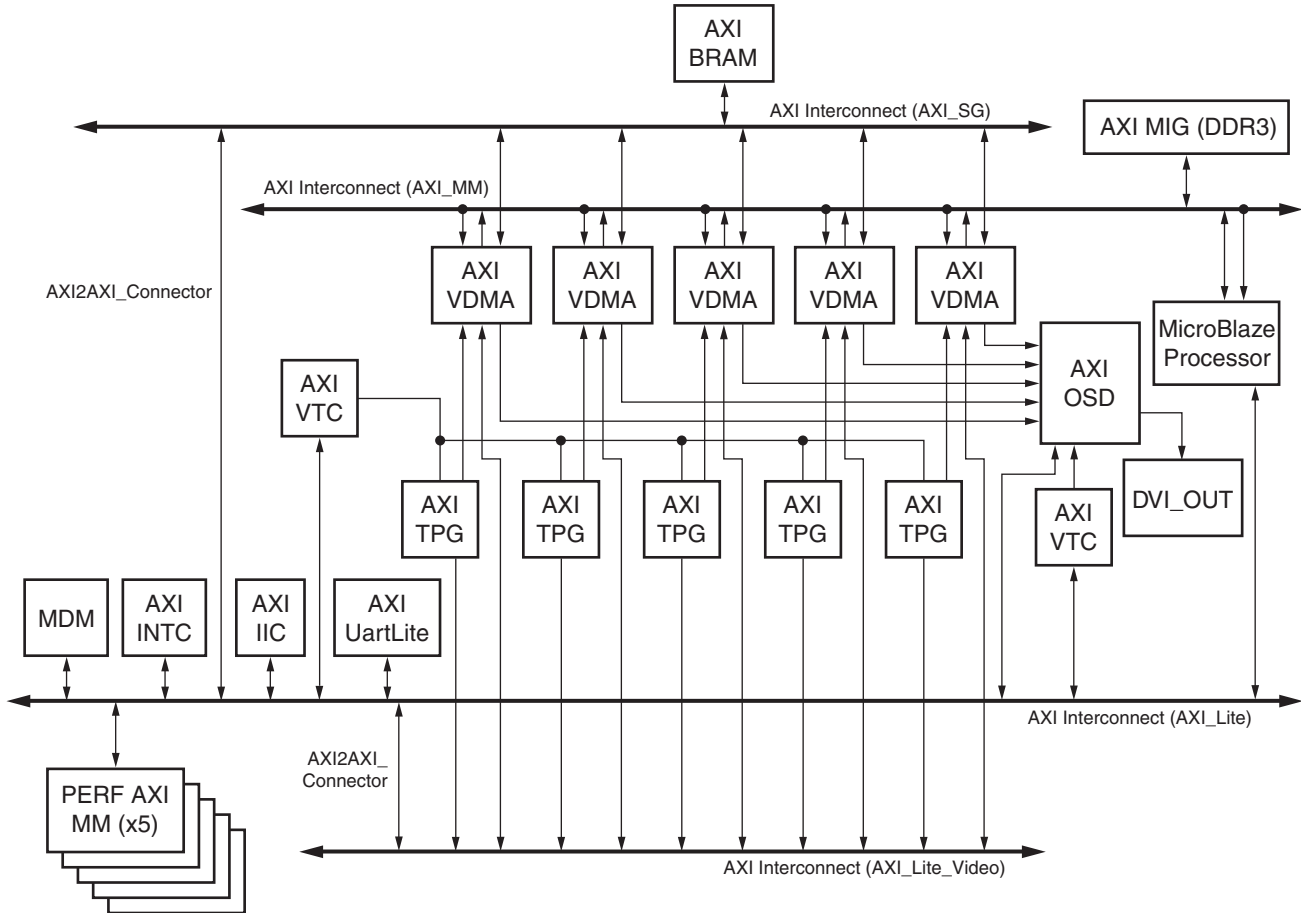 AXI
BRAM
AXI Interconnect (AXI_SG)
AXI MIG (DDR3)
AXI Interconnect (AXI_MM)
AXI2AXI_Connector
AXI
VDMA
AXI
VDMA
AXI
VDMA
AXI
VDMA
AXI
VDMA
MicroBlaze
Processor
AXI
VTC
AXI
OSD
AXI
TPG
AXI
TPG
AXI
TPG
AXI
TPG
AXI
TPG
AXI
VTC
DVI_OUT
MDM
AXI
INTC
AXI
IIC
AXI
UartLite
AXI Interconnect (AXI_Lite)
AXI2AXI_
Connector
PERF AXI
MM (x5)
AXI Interconnect (AXI_Lite_Video)